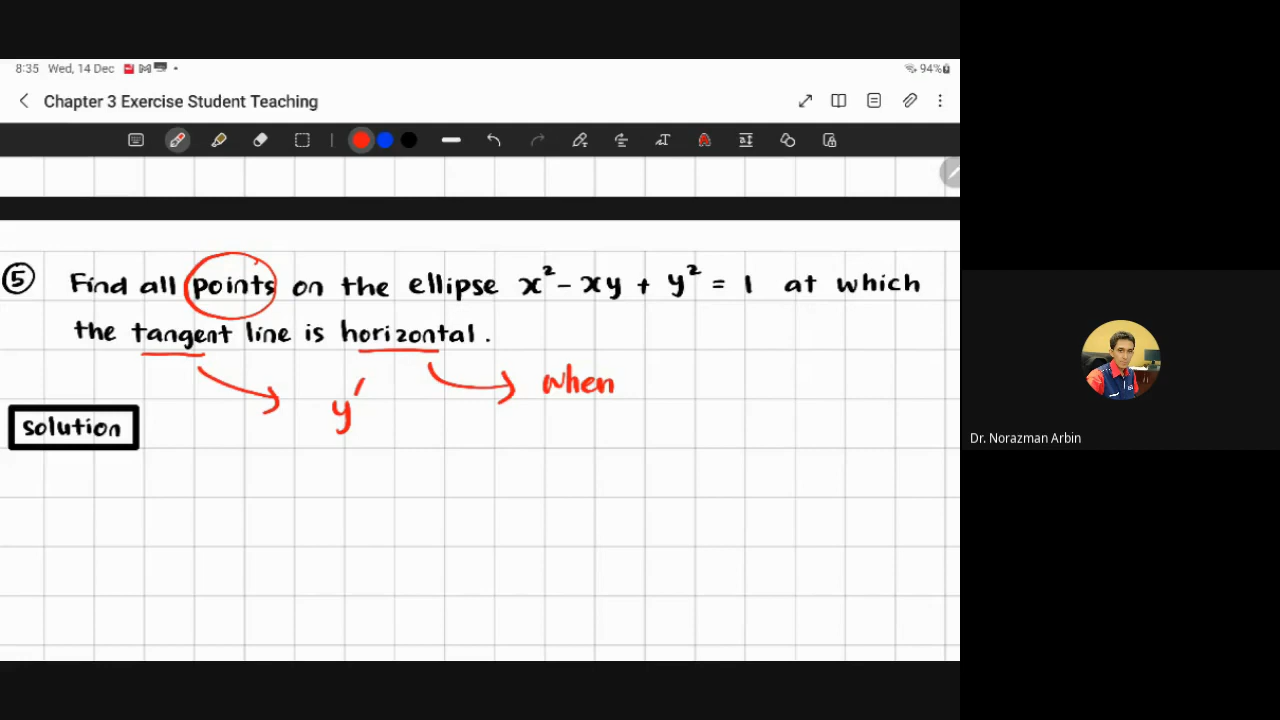 8:35 Wed, 14 Dec
94%
Chapter 3 Exercise Student Teaching
⑤ Find all points on the ellipse x² - xy + y² = 1 at which
the tangent line is horizontal.
y' when
solution
Dr. Norazman Arbin